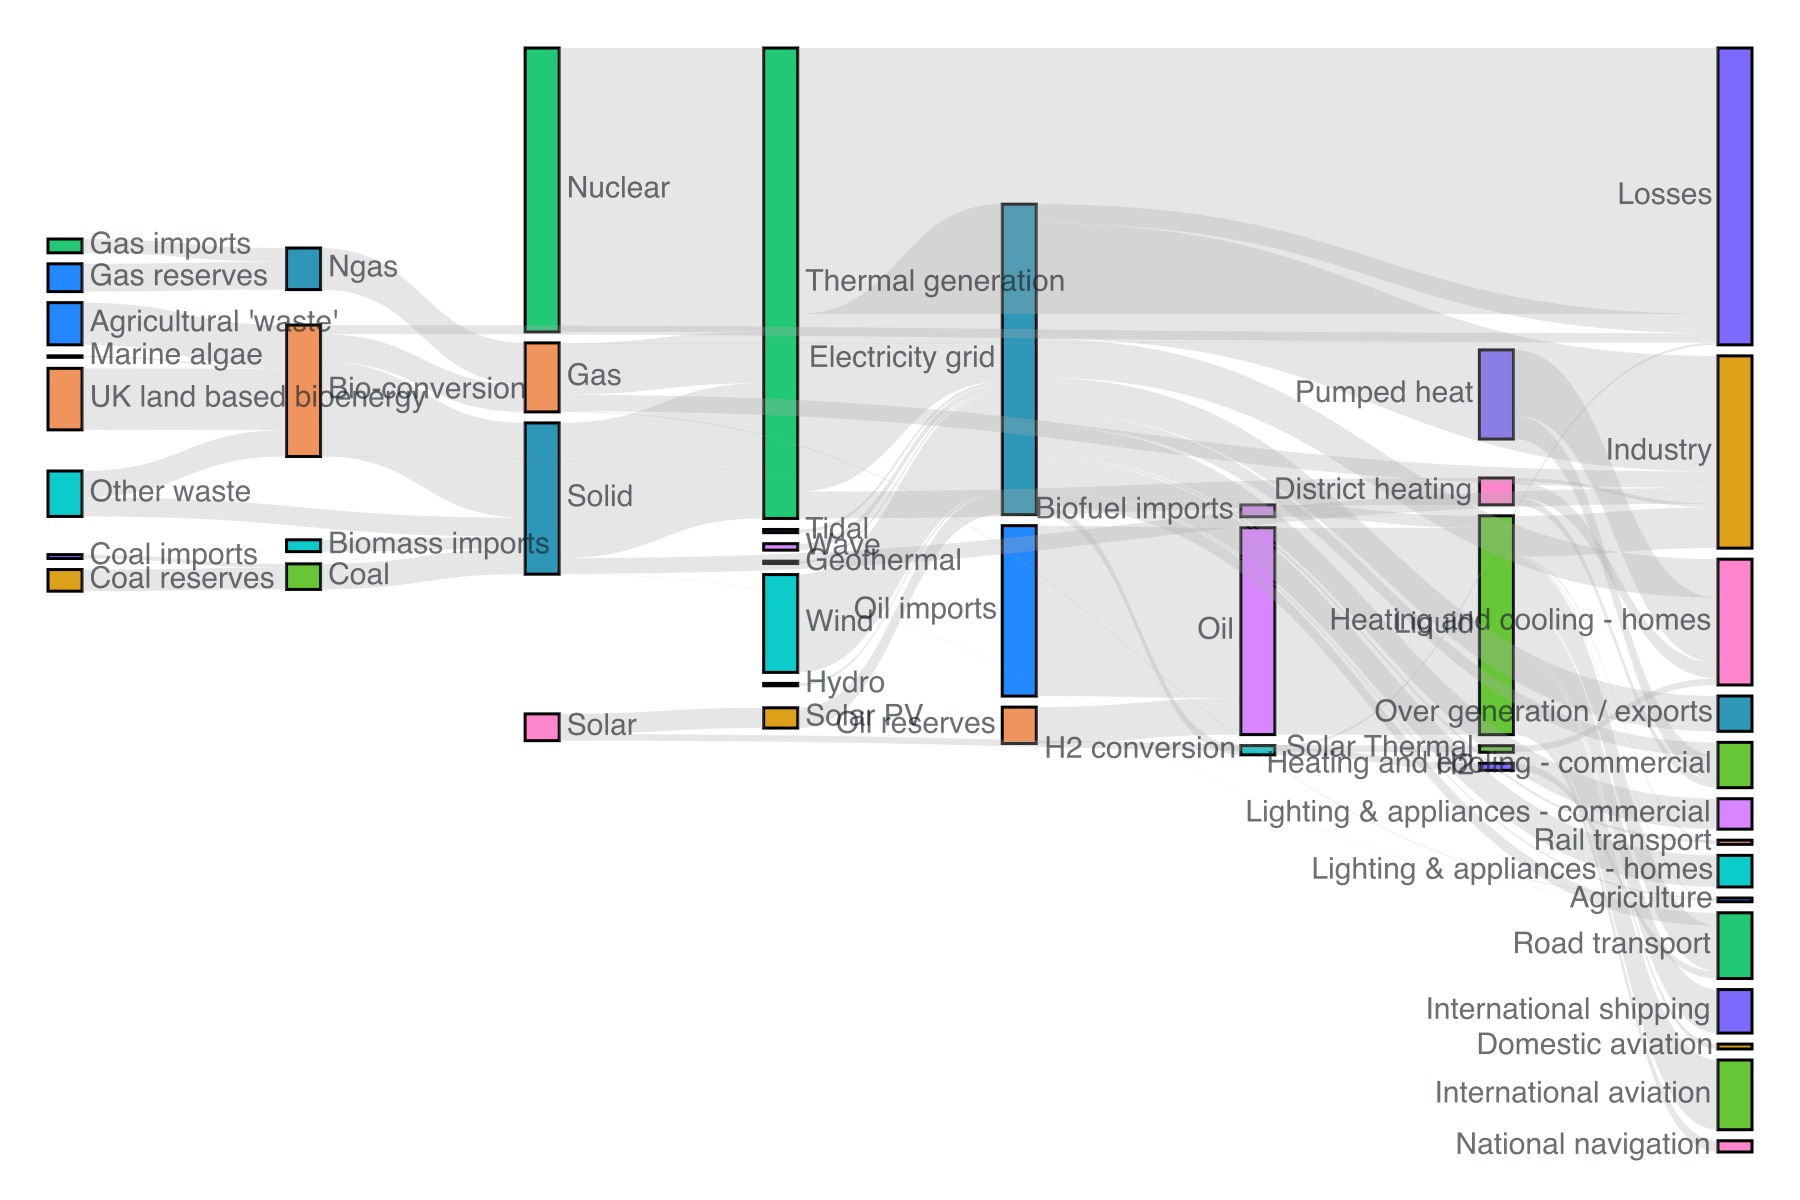 Gas imports
Gas reserves
Agricultural 'waste'
Marine algae
UK land based bioenergy
Other waste
Coal imports
Coal reserves
Ngas
Bio-conversion
Biomass imports
Coal
Nuclear
Gas
Solid
Solar
Thermal generation
Tidal
Wave
Geothermal
Wind
Hydro
Solar PV
Electricity grid
Oil imports
Oil reserves
Biofuel imports
Oil
H2 conversion
Pumped heat
District heating
Liquid
Solar Thermal
H2
Losses
Industry
Heating and cooling - homes
Over generation / exports
Heating and cooling - commercial
Lighting & appliances - commercial
Rail transport
Lighting & appliances - homes
Agriculture
Road transport
International shipping
Domestic aviation
International aviation
National navigation